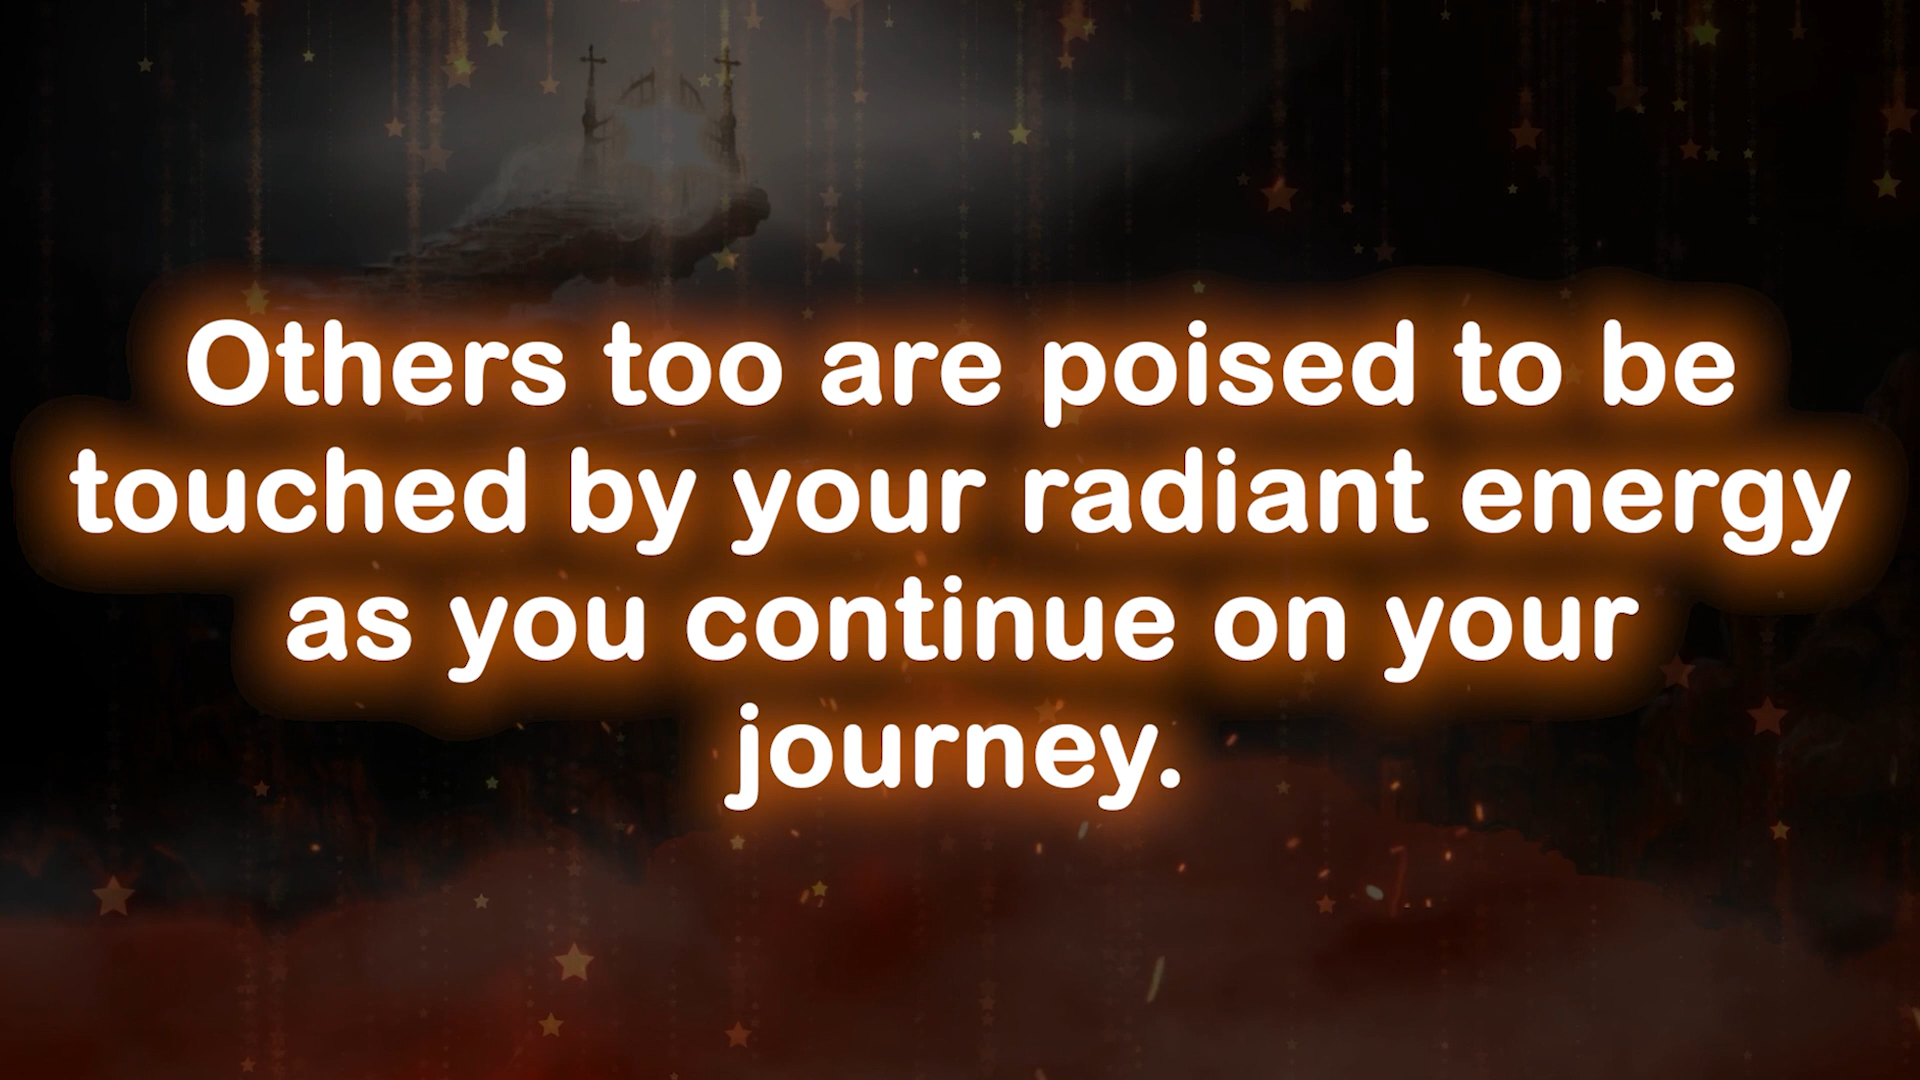 Others too are poised to be
touched by your radiant energy
as you continue on your
journey.